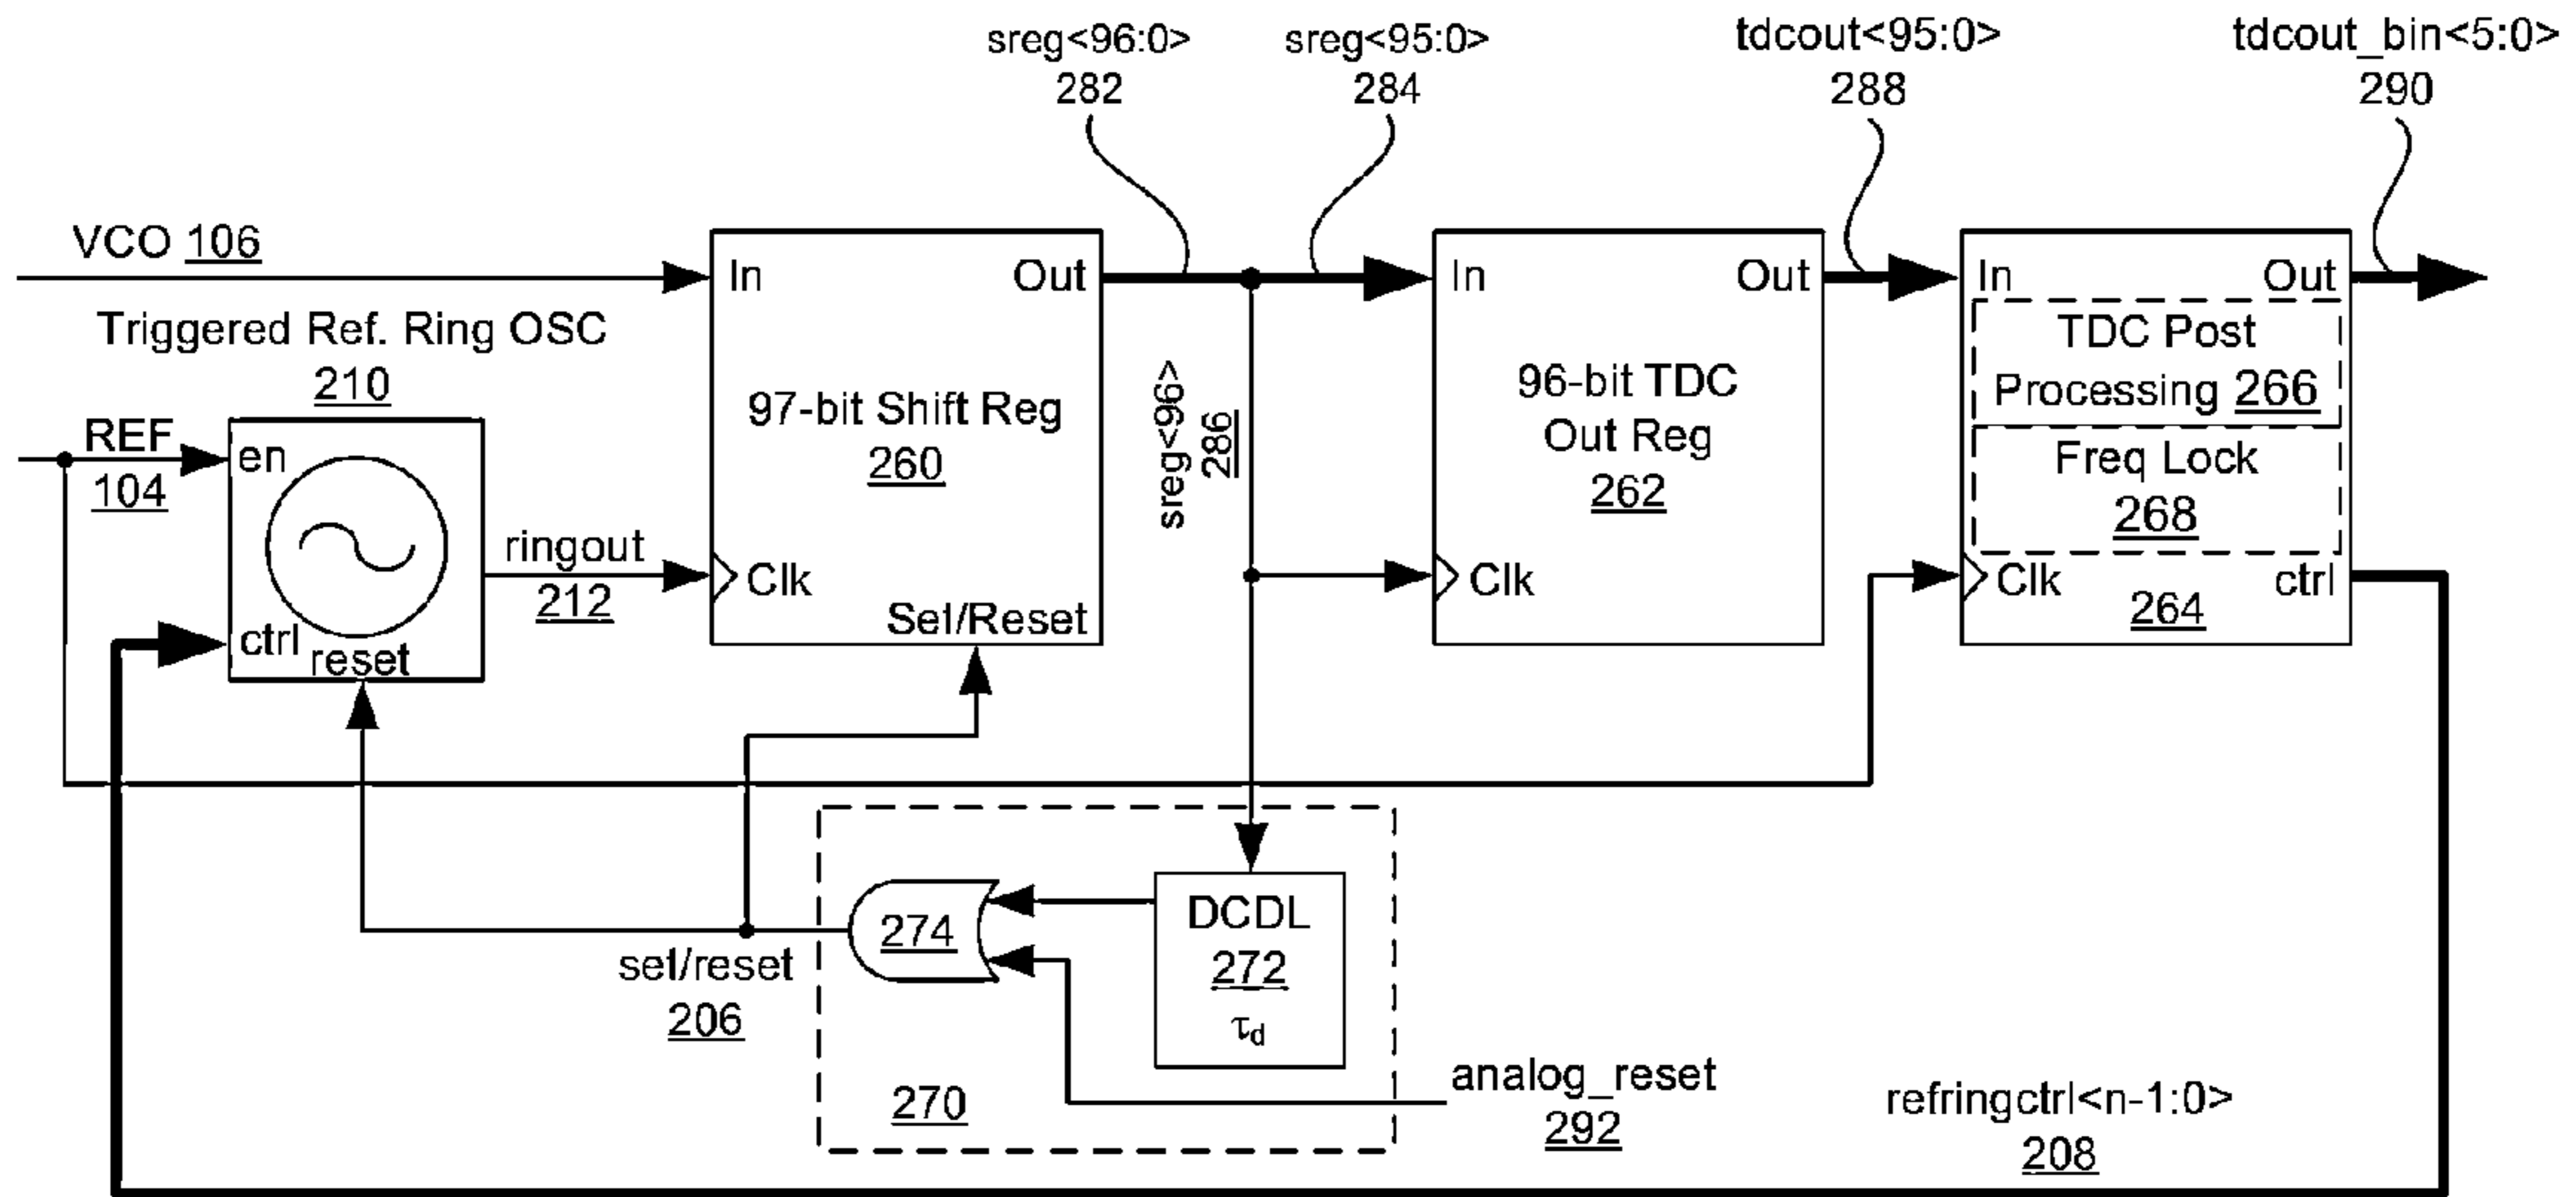 sreg<96:0>
282
sreg<95:0>
284
tdcout<95:0>
288
tdcout_bin<5:0>
290
VCO 106
Triggered Ref. Ring OSC
210
REF
104
en
ctrl
reset
ringout
212
In
Out
97-bit Shift Reg
260
Clk
Sel/Reset
sreg<96>
286
In
Out
96-bit TDC
Out Reg
262
Clk
In
Out
TDC Post
Processing 266
Freq Lock
268
Clk
ctrl
264
sel/reset
206
274
DCDL
272
τd
270
analog_reset
292
refringctrl<n-1:0>
208